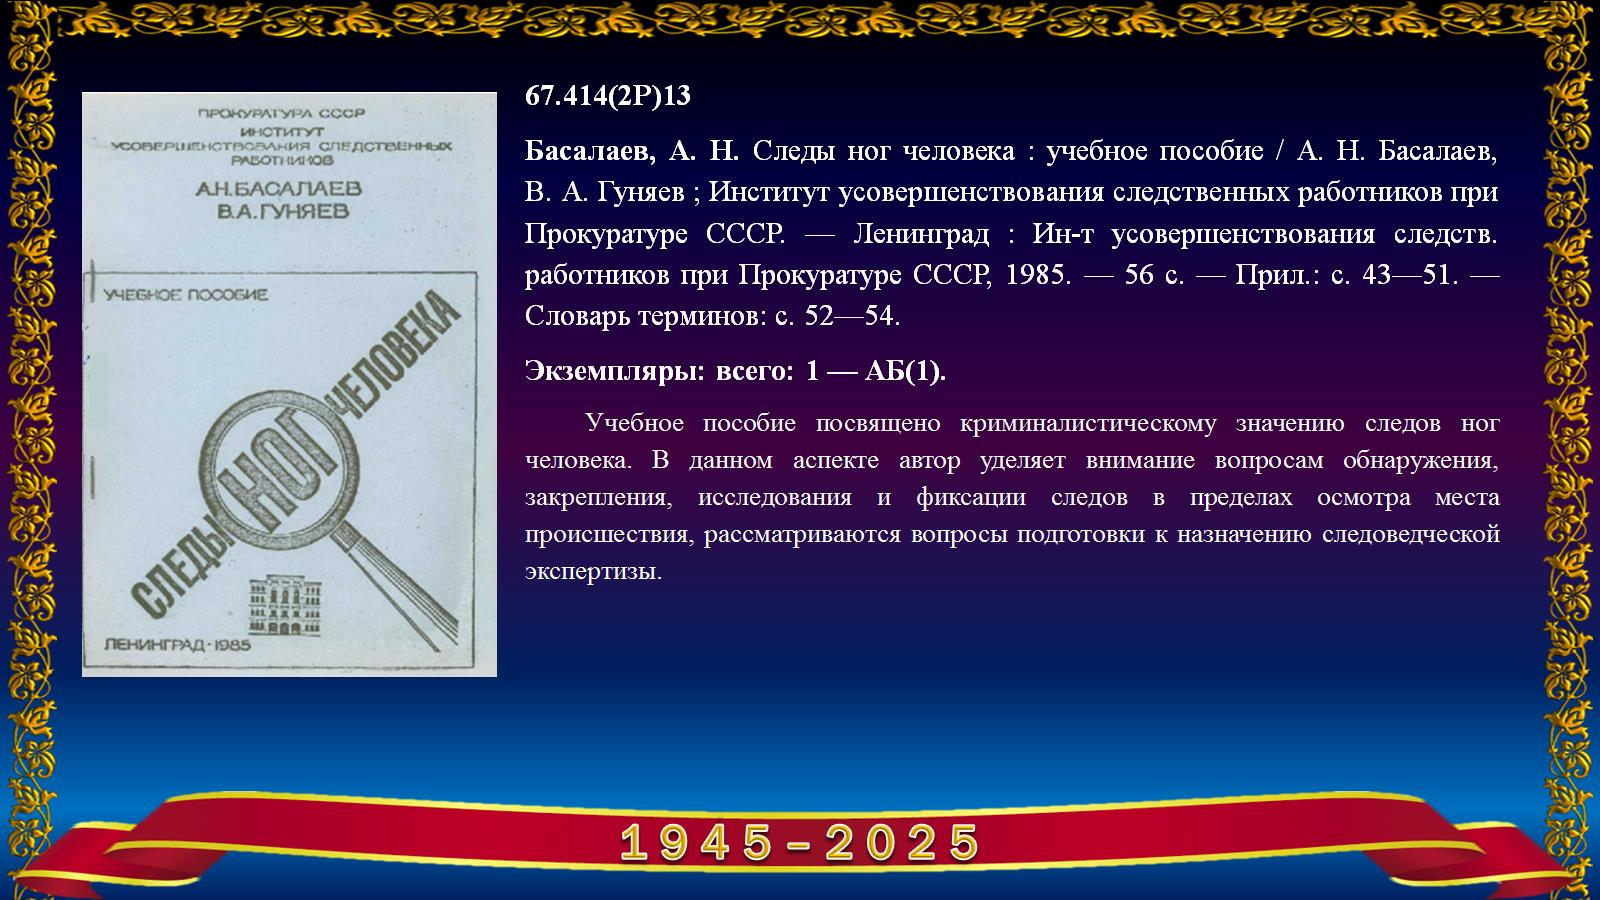 ПРОКУРАТУРА СССР
ИНСТИТУТ
УСОВЕРШЕНСТВОВАНИЯ СЛЕДСТВЕННЫХ
РАБОТНИКОВ
А.Н.БАСАЛАЕВ
В.А.ГУНЯЕВ
УЧЕБНОЕ ПОСОБИЕ
СЛЕДЫ НОГ ЧЕЛОВЕКА
ЛЕНИНГРАД·1985
67.414(2Р)13
Басалаев, А. Н. Следы ног человека : учебное пособие / А. Н. Басалаев,
В. А. Гуняев ; Институт усовершенствования следственных работников при
Прокуратуре СССР. — Ленинград : Ин-т усовершенствования следств.
работников при Прокуратуре СССР, 1985. — 56 с. — Прил.: с. 43—51. —
Словарь терминов: с. 52—54.
Экземпляры: всего: 1 — АБ(1).
Учебное пособие посвящено криминалистическому значению следов ног
человека. В данном аспекте автор уделяет внимание вопросам обнаружения,
закрепления, исследования и фиксации следов в пределах осмотра места
происшествия, рассматриваются вопросы подготовки к назначению следоведческой
экспертизы.
1945–2025